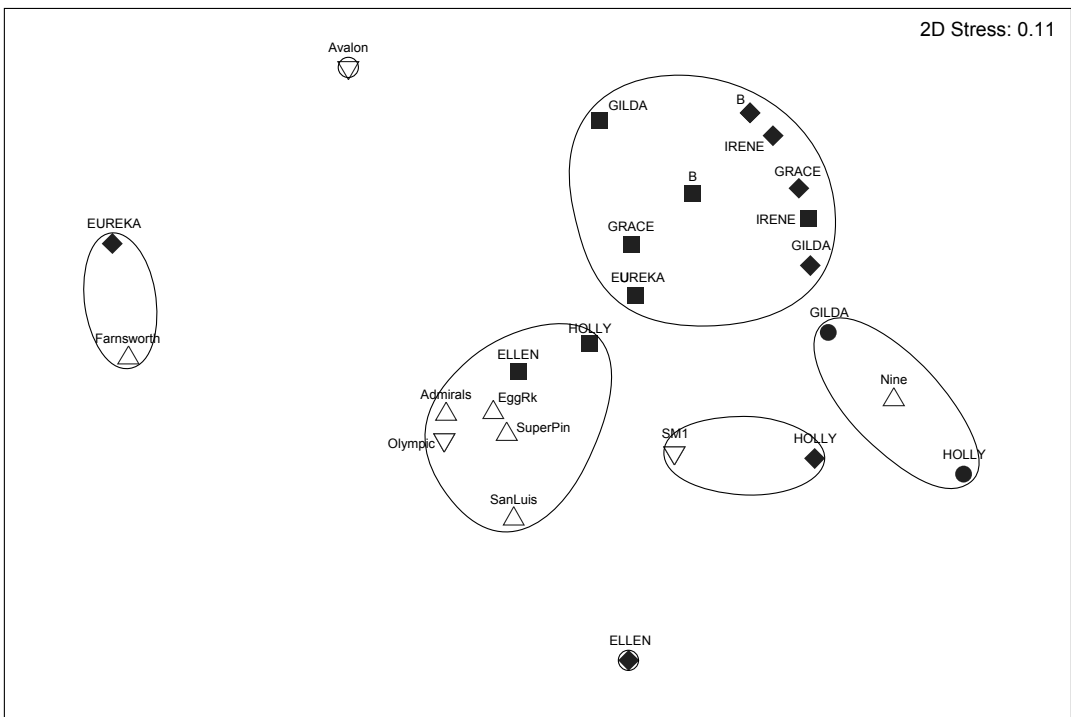 2D Stress: 0.11
Avalon
GILDA
B
IRENE
GRACE
B
IRENE
EUREKA
GRACE
GILDA
EUREKA
GILDA
HOLLY
Farnsworth
ELLEN
Nine
Admirals
EggRk
SuperPin
SM1
HOLLY
Olympic
HOLLY
SanLuis
ELLEN